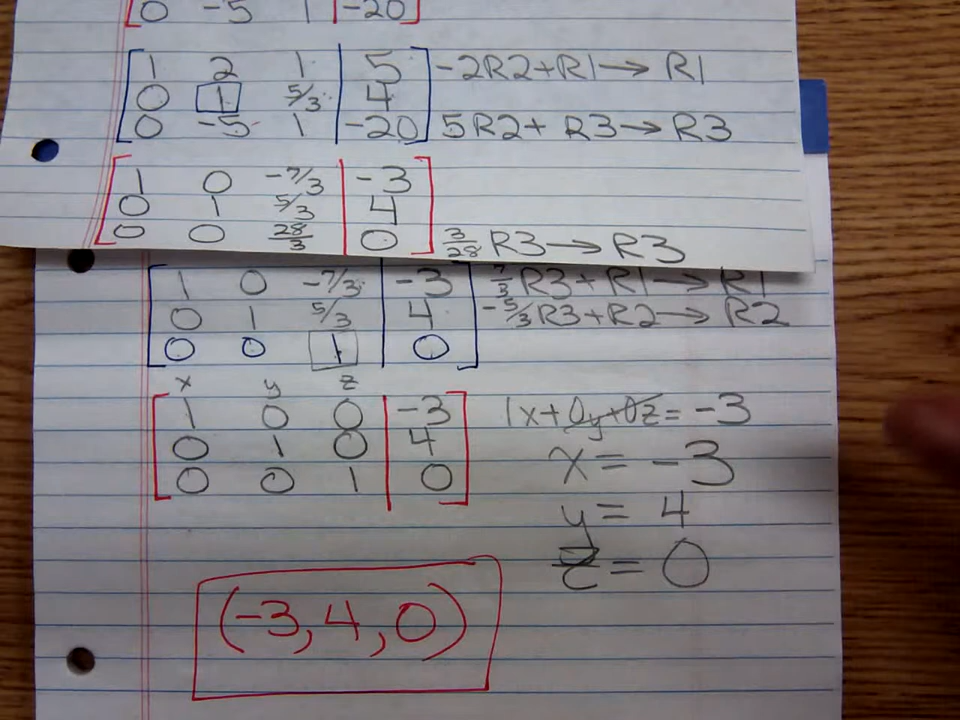 0 -5 1 | -20
1 2 1 | 5 -2R2+R1→ R1
0 1 5/3 | 4
0 -5 1 | -20 5R2+ R3→ R3
1 0 -7/3 | -3
0 1 5/3 | 4
0 0 28/3 | 0 3/28 R3→ R3
1 0 -7/3 | -3 7/3 R3+R1→ R1
0 1 5/3 | 4 -5/3R3+R2→ R2
0 0 1 | 0
x y z
1 0 0 | -3 1x+0y+0z= -3
0 1 0 | 4 x= -3
0 0 1 | 0 y= 4
z= 0
(-3,4,0)